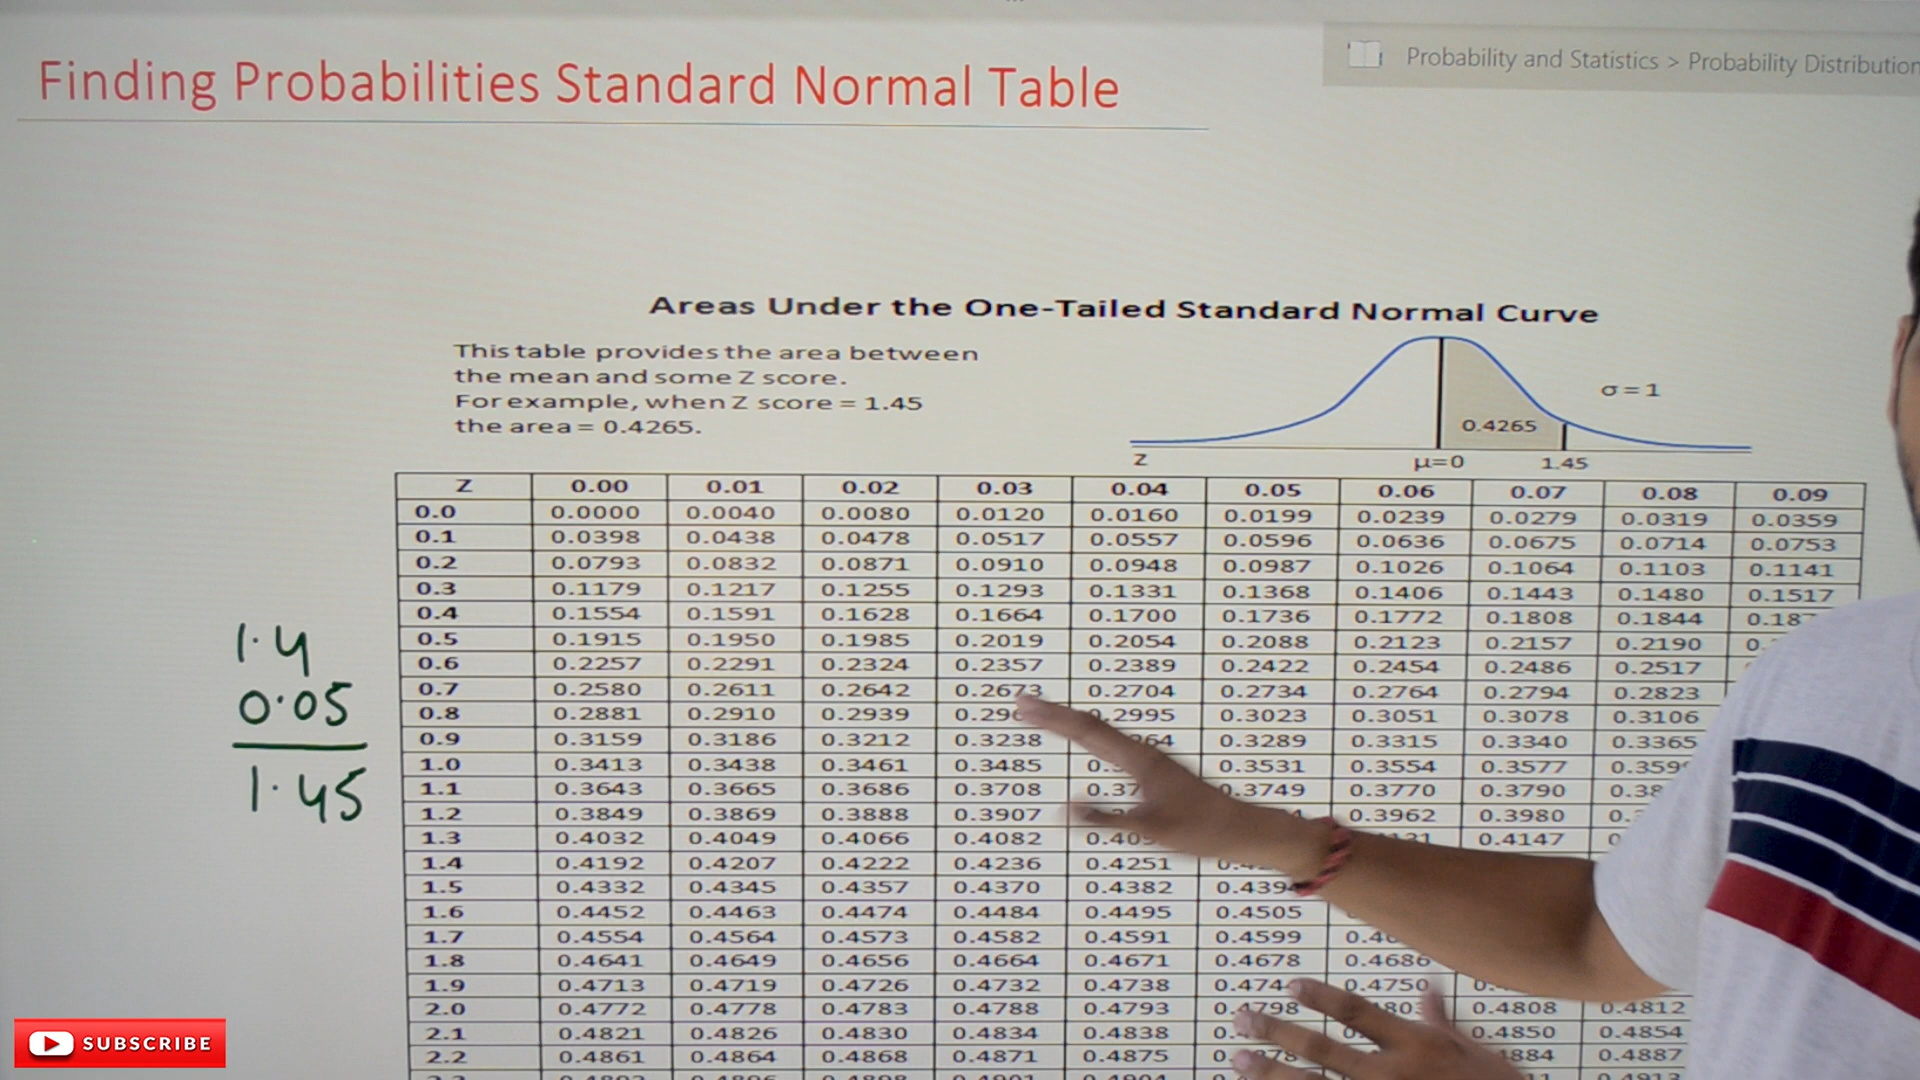 Probability and Statistics > Probability Distribution
Finding Probabilities Standard Normal Table
Areas Under the One-Tailed Standard Normal Curve
This table provides the area between
the mean and some Z score.
For example, when Z score = 1.45
the area = 0.4265.
σ = 1
0.4265
Z μ=0 1.45
Z 0.00 0.01 0.02 0.03 0.04 0.05 0.06 0.07 0.08 0.09
0.0 0.0000 0.0040 0.0080 0.0120 0.0160 0.0199 0.0239 0.0279 0.0319 0.0359
0.1 0.0398 0.0438 0.0478 0.0517 0.0557 0.0596 0.0636 0.0675 0.0714 0.0753
0.2 0.0793 0.0832 0.0871 0.0910 0.0948 0.0987 0.1026 0.1064 0.1103 0.1141
0.3 0.1179 0.1217 0.1255 0.1293 0.1331 0.1368 0.1406 0.1443 0.1480 0.1517
0.4 0.1554 0.1591 0.1628 0.1664 0.1700 0.1736 0.1772 0.1808 0.1844
0.5 0.1915 0.1950 0.1985 0.2019 0.2054 0.2088 0.2123 0.2157 0.2190
0.6 0.2257 0.2291 0.2324 0.2357 0.2389 0.2422 0.2454 0.2486 0.2517
0.7 0.2580 0.2611 0.2642 0.2673 0.2704 0.2734 0.2764 0.2794 0.2823
0.8 0.2881 0.2910 0.2939 0.2995 0.3023 0.3051 0.3078 0.3106
0.9 0.3159 0.3186 0.3212 0.3238 0.3289 0.3315 0.3340 0.3365
1.0 0.3413 0.3438 0.3461 0.3485 0.3531 0.3554 0.3577
1.1 0.3643 0.3665 0.3686 0.3708 0.3749 0.3770 0.3790
1.2 0.3849 0.3869 0.3888 0.3907 0.3962 0.3980
1.3 0.4032 0.4049 0.4066 0.4082 0.4147
1.4 0.4192 0.4207 0.4222 0.4236 0.4251
1.5 0.4332 0.4345 0.4357 0.4370 0.4382 0.4394
1.6 0.4452 0.4463 0.4474 0.4484 0.4495 0.4505
1.7 0.4554 0.4564 0.4573 0.4582 0.4591 0.4599
1.8 0.4641 0.4649 0.4656 0.4664 0.4671 0.4678 0.4686
1.9 0.4713 0.4719 0.4726 0.4732 0.4738 0.4750
2.0 0.4772 0.4778 0.4783 0.4788 0.4793 0.4798 0.4808 0.4812
2.1 0.4821 0.4826 0.4830 0.4834 0.4838 0.4850 0.4854
2.2 0.4861 0.4864 0.4868 0.4871 0.4875 0.4887
1.4
0.05
1.45
SUBSCRIBE